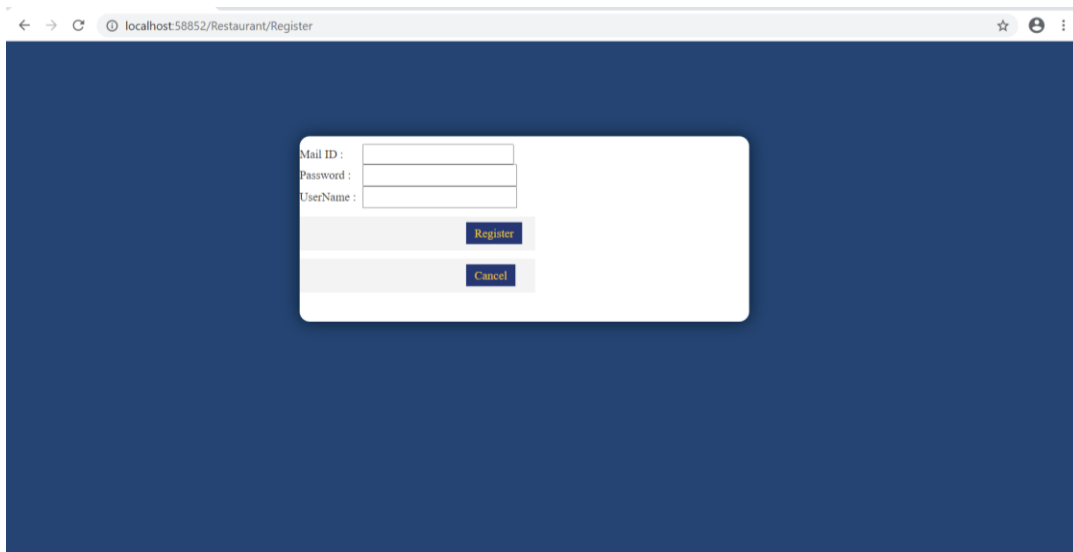 localhost:58852/Restaurant/Register
Mail ID :
Password :
UserName :
Register
Cancel